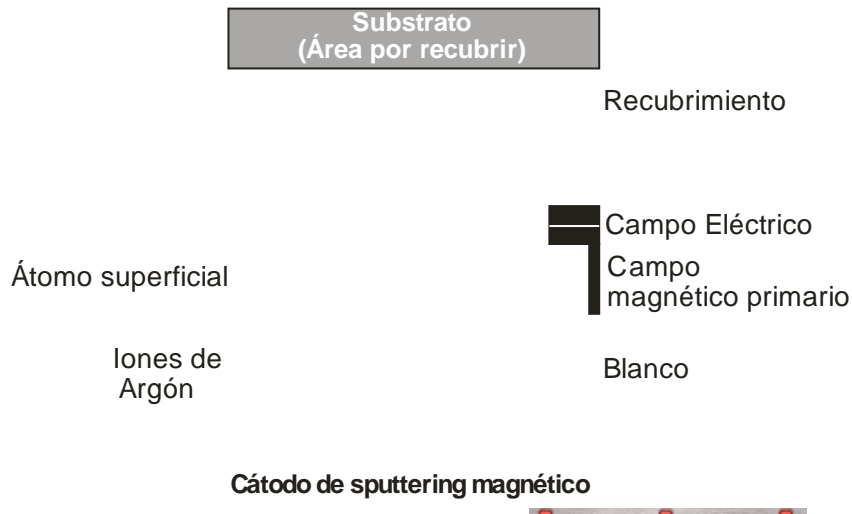 Substrato
(Área por recubrir)
Recubrimiento
Campo Eléctrico
Átomo superficial
Campo
magnético primario
Iones de
Argón
Blanco
Cátodo de sputtering magnético